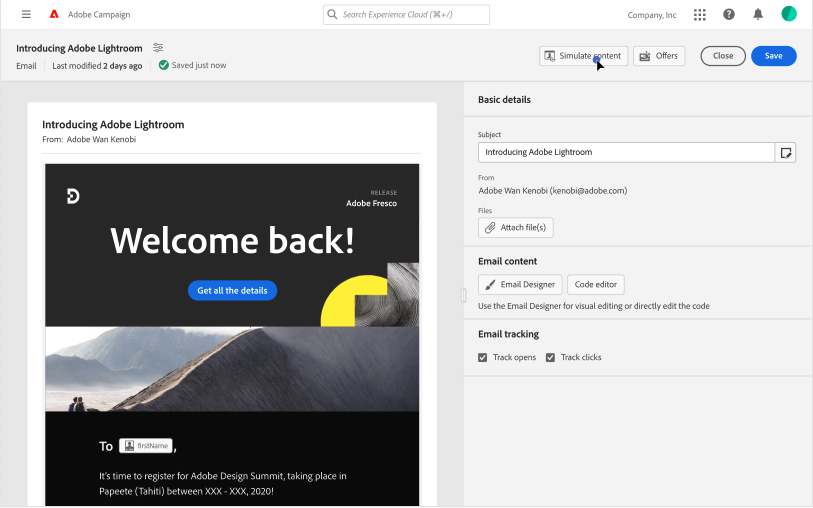 Adobe Campaign
Search Experience Cloud (⌘+/)
Company, Inc
Introducing Adobe Lightroom
Email Last modified 2 days ago Saved just now
Simulate content
Offers
Close
Save
Introducing Adobe Lightroom
From: Adobe Wan Kenobi
RELEASE
Adobe Fresco
Welcome back!
Get all the details
To firstName ,
It's time to register for Adobe Design Summit, taking place in
Papeete (Tahiti) between XXX - XXX, 2020!
Basic details
Subject
Introducing Adobe Lightroom
From
Adobe Wan Kenobi (kenobi@adobe.com)
Files
Attach file(s)
Email content
Email Designer
Code editor
Use the Email Designer for visual editing or directly edit the code
Email tracking
Track opens
Track clicks